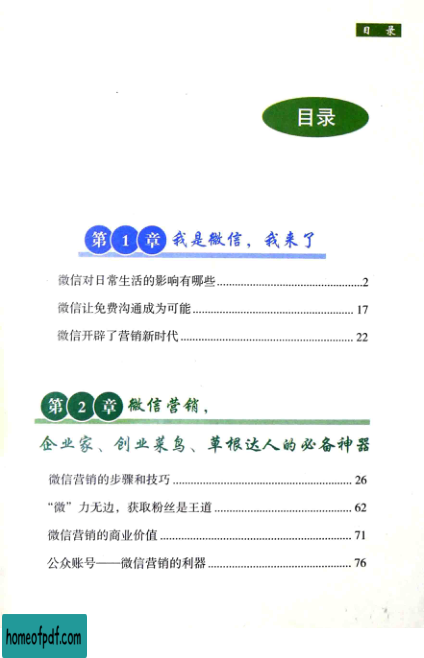 目 录
目录
第1章 我是微信，我来了
微信对日常生活的影响有哪些................................................2
微信让免费沟通成为可能......................................................17
微信开辟了营销新时代..........................................................22
第2章 微信营销，
企业家、创业菜鸟、草根达人的必备神器
微信营销的步骤和技巧..........................................................26
“微”力无边，获取粉丝是王道..............................................62
微信营销的商业价值..............................................................71
公众账号——微信营销的利器................................................76
homeofpdf.com